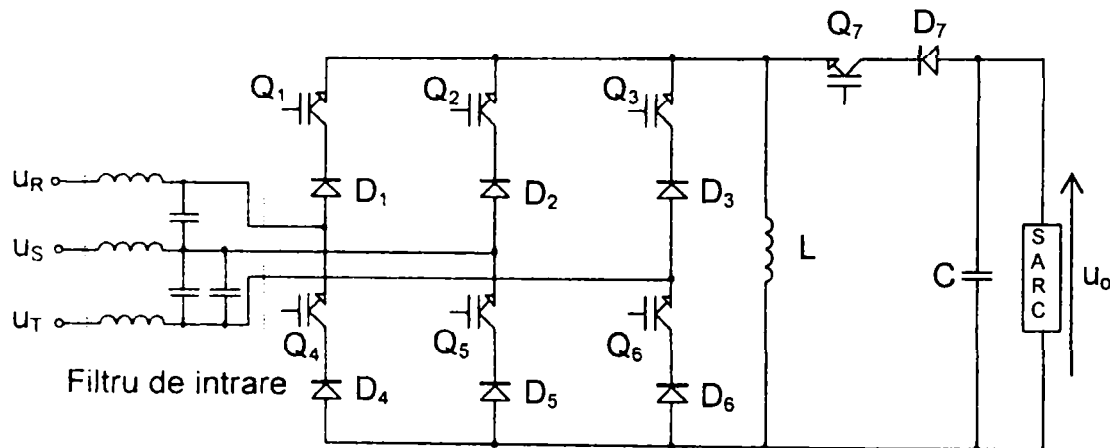 Q7 D7
Q1 Q2 Q3
uR
D1 D2 D3
uS
L
C
SARC
uo
uT
Q4 Q5 Q6
Filtru de intrare
D4 D5 D6